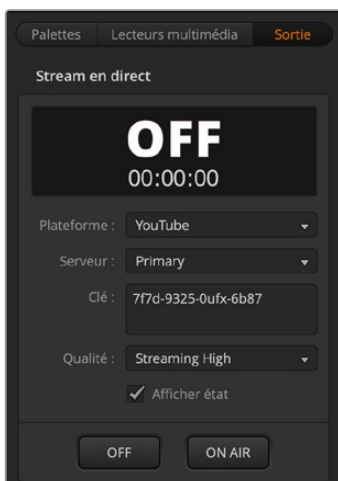 Palettes Lecteurs multimédia Sortie
Stream en direct
OFF
00:00:00
Plateforme : YouTube
Serveur : Primary
Clé : 7f7d-9325-0ufx-6b87
Qualité : Streaming High
Afficher état
OFF ON AIR